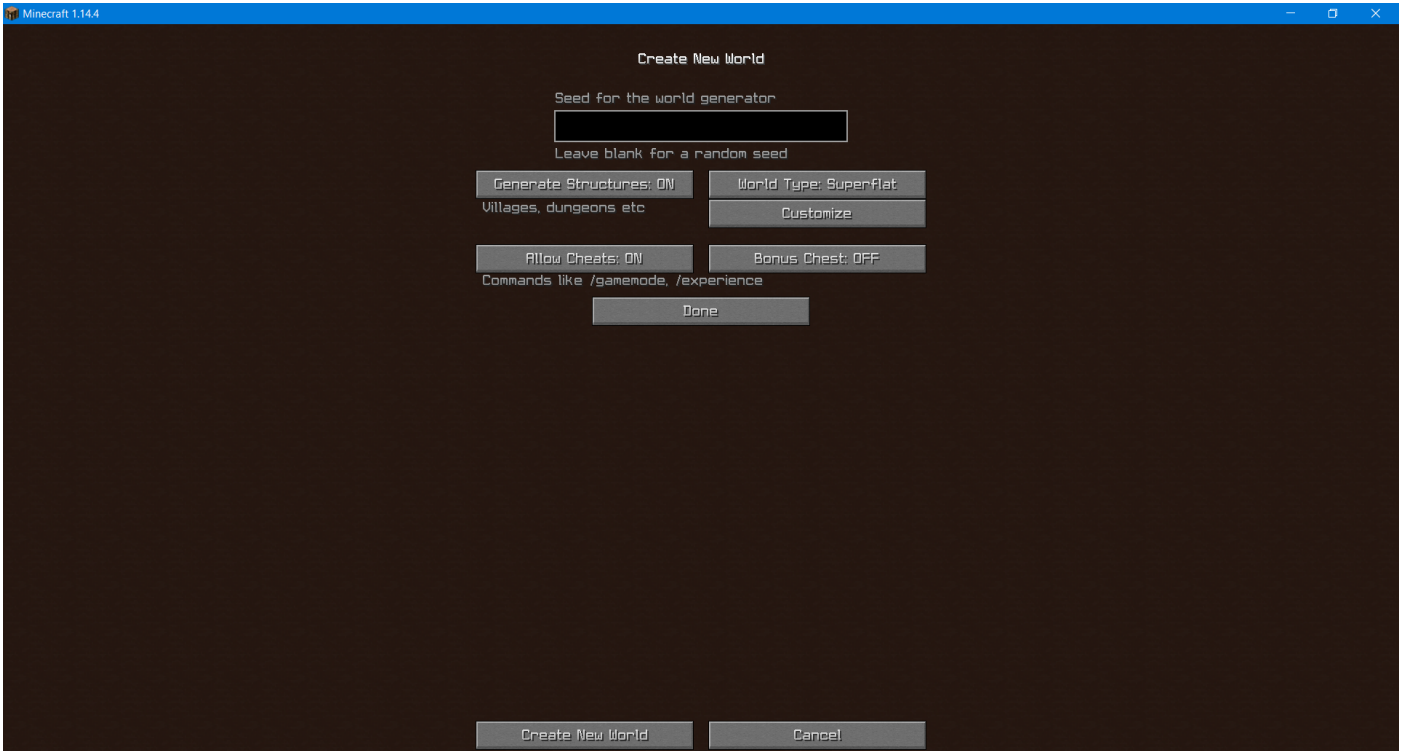 Minecraft 1.14.4
Create New World
Seed for the world generator
Leave blank for a random seed
Generate Structures: ON World Type: Superflat
Villages, dungeons etc Customize
Allow Cheats: ON Bonus Chest: OFF
Commands like /gamemode, /experience
Done
Create New World Cancel